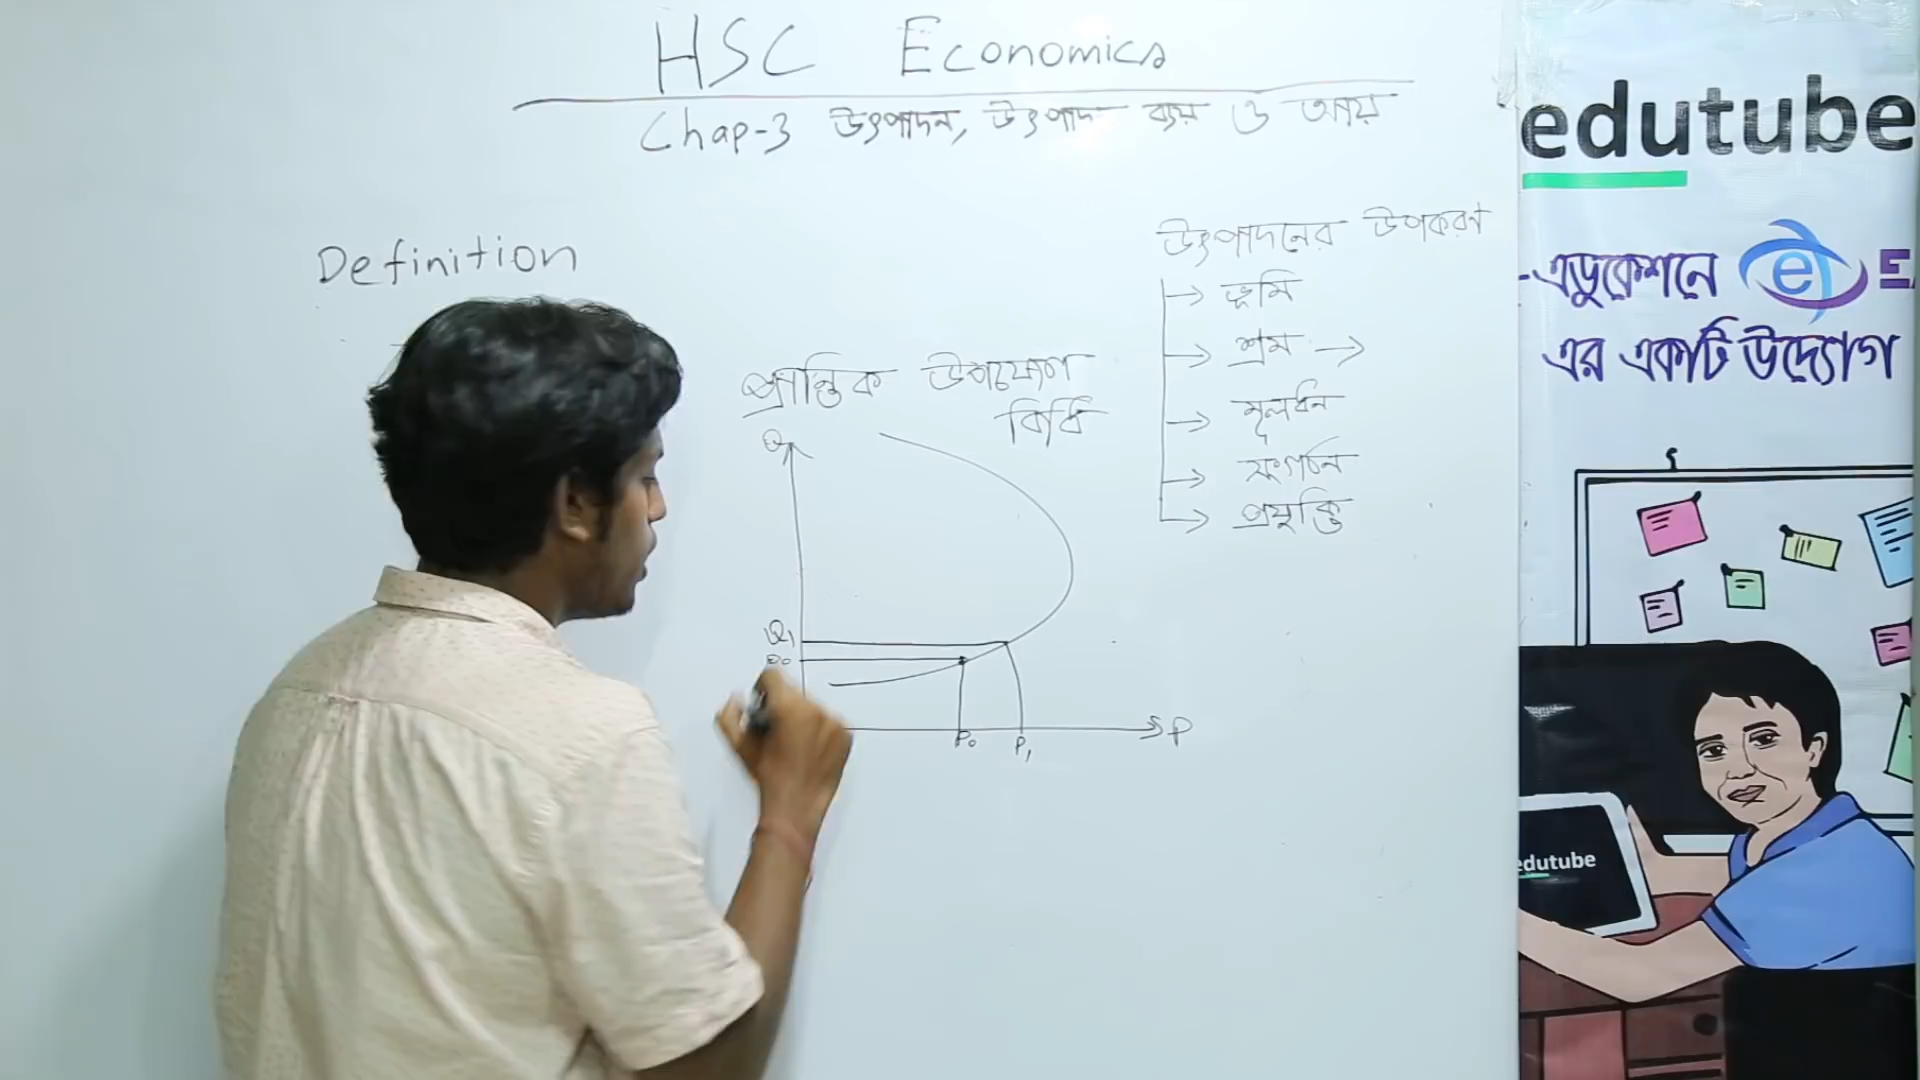 HSC Economics
Chap-3 উৎপাদন, উৎপাদন ব্যয় ও আয়
Definition
প্রান্তিক উপযোগ
বিধি
Q
Q₁
Q₀
P₀
P₁
P
উৎপাদনের উপকরণ
→ ভূমি
→ শ্রম →
→ মূলধন
→ সংগঠন
→ প্রযুক্তি
edutube
-এডুকেশনে
এর একটি উদ্যোগ
edutube